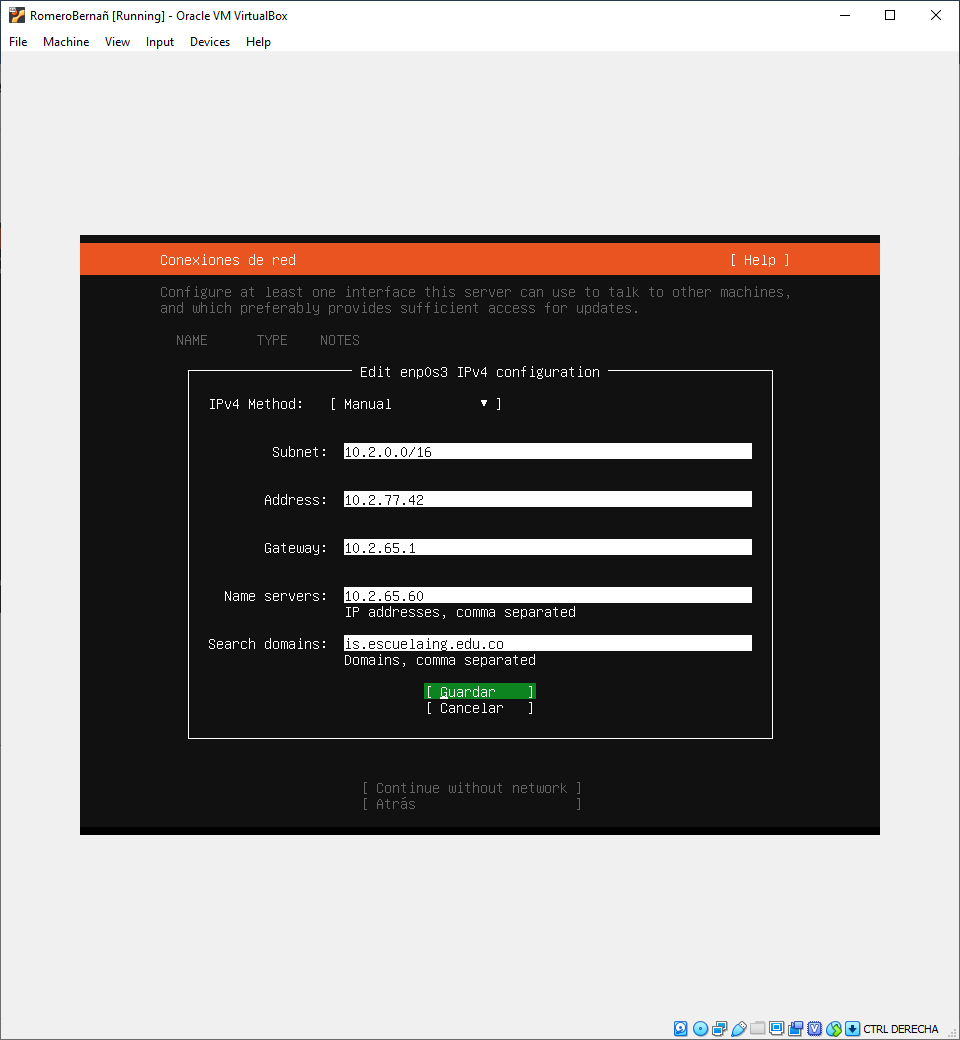 RomeroBernañ [Running] - Oracle VM VirtualBox
File Machine View Input Devices Help
Conexiones de red [ Help ]
Configure at least one interface this server can use to talk to other machines,
and which preferably provides sufficient access for updates.
NAME TYPE NOTES
Edit enp0s3 IPv4 configuration
IPv4 Method: [ Manual ▾ ]
Subnet: 10.2.0.0/16
Address: 10.2.77.42
Gateway: 10.2.65.1
Name servers: 10.2.65.60
IP addresses, comma separated
Search domains: is.escuelaing.edu.co
Domains, comma separated
[ Guardar ]
[ Cancelar ]
[ Continue without network ]
[ Atrás ]
CTRL DERECHA